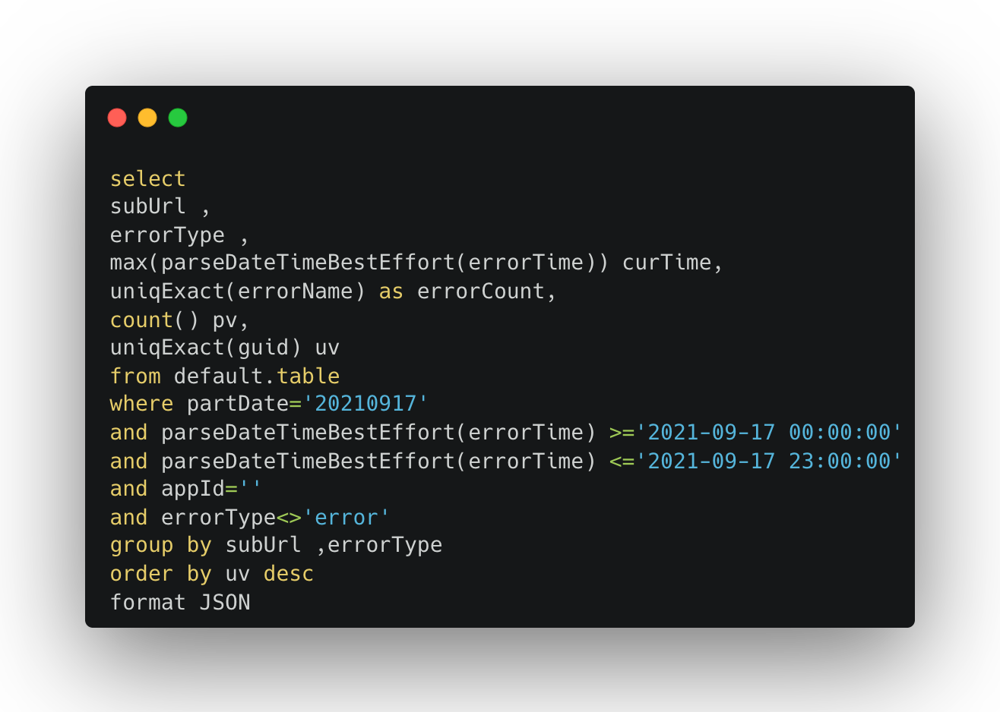 select
subUrl ,
errorType ,
max(parseDateTimeBestEffort(errorTime)) curTime,
uniqExact(errorName) as errorCount,
count() pv,
uniqExact(guid) uv
from default.table
where partDate='20210917'
and parseDateTimeBestEffort(errorTime) >='2021-09-17 00:00:00'
and parseDateTimeBestEffort(errorTime) <='2021-09-17 23:00:00'
and appId=''
and errorType<>'error'
group by subUrl ,errorType
order by uv desc
format JSON